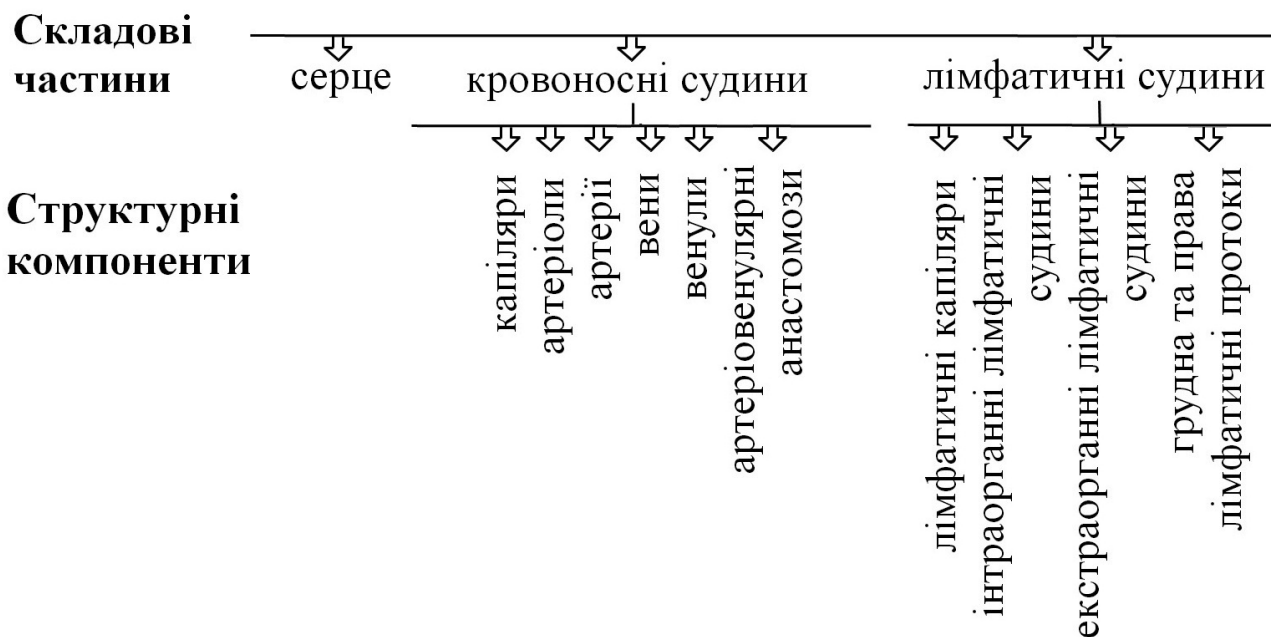 Складові
частини
серце
кровоносні судини
лімфатичні судини
Структурні
компоненти
капіляри
артеріоли
артерії
вени
венули
артеріовенулярні
анастомози
лімфатичні капіляри
інтраорганні лімфатичні
судини
екстраорганні лімфатичні
судини
грудна та права
лімфатичні протоки